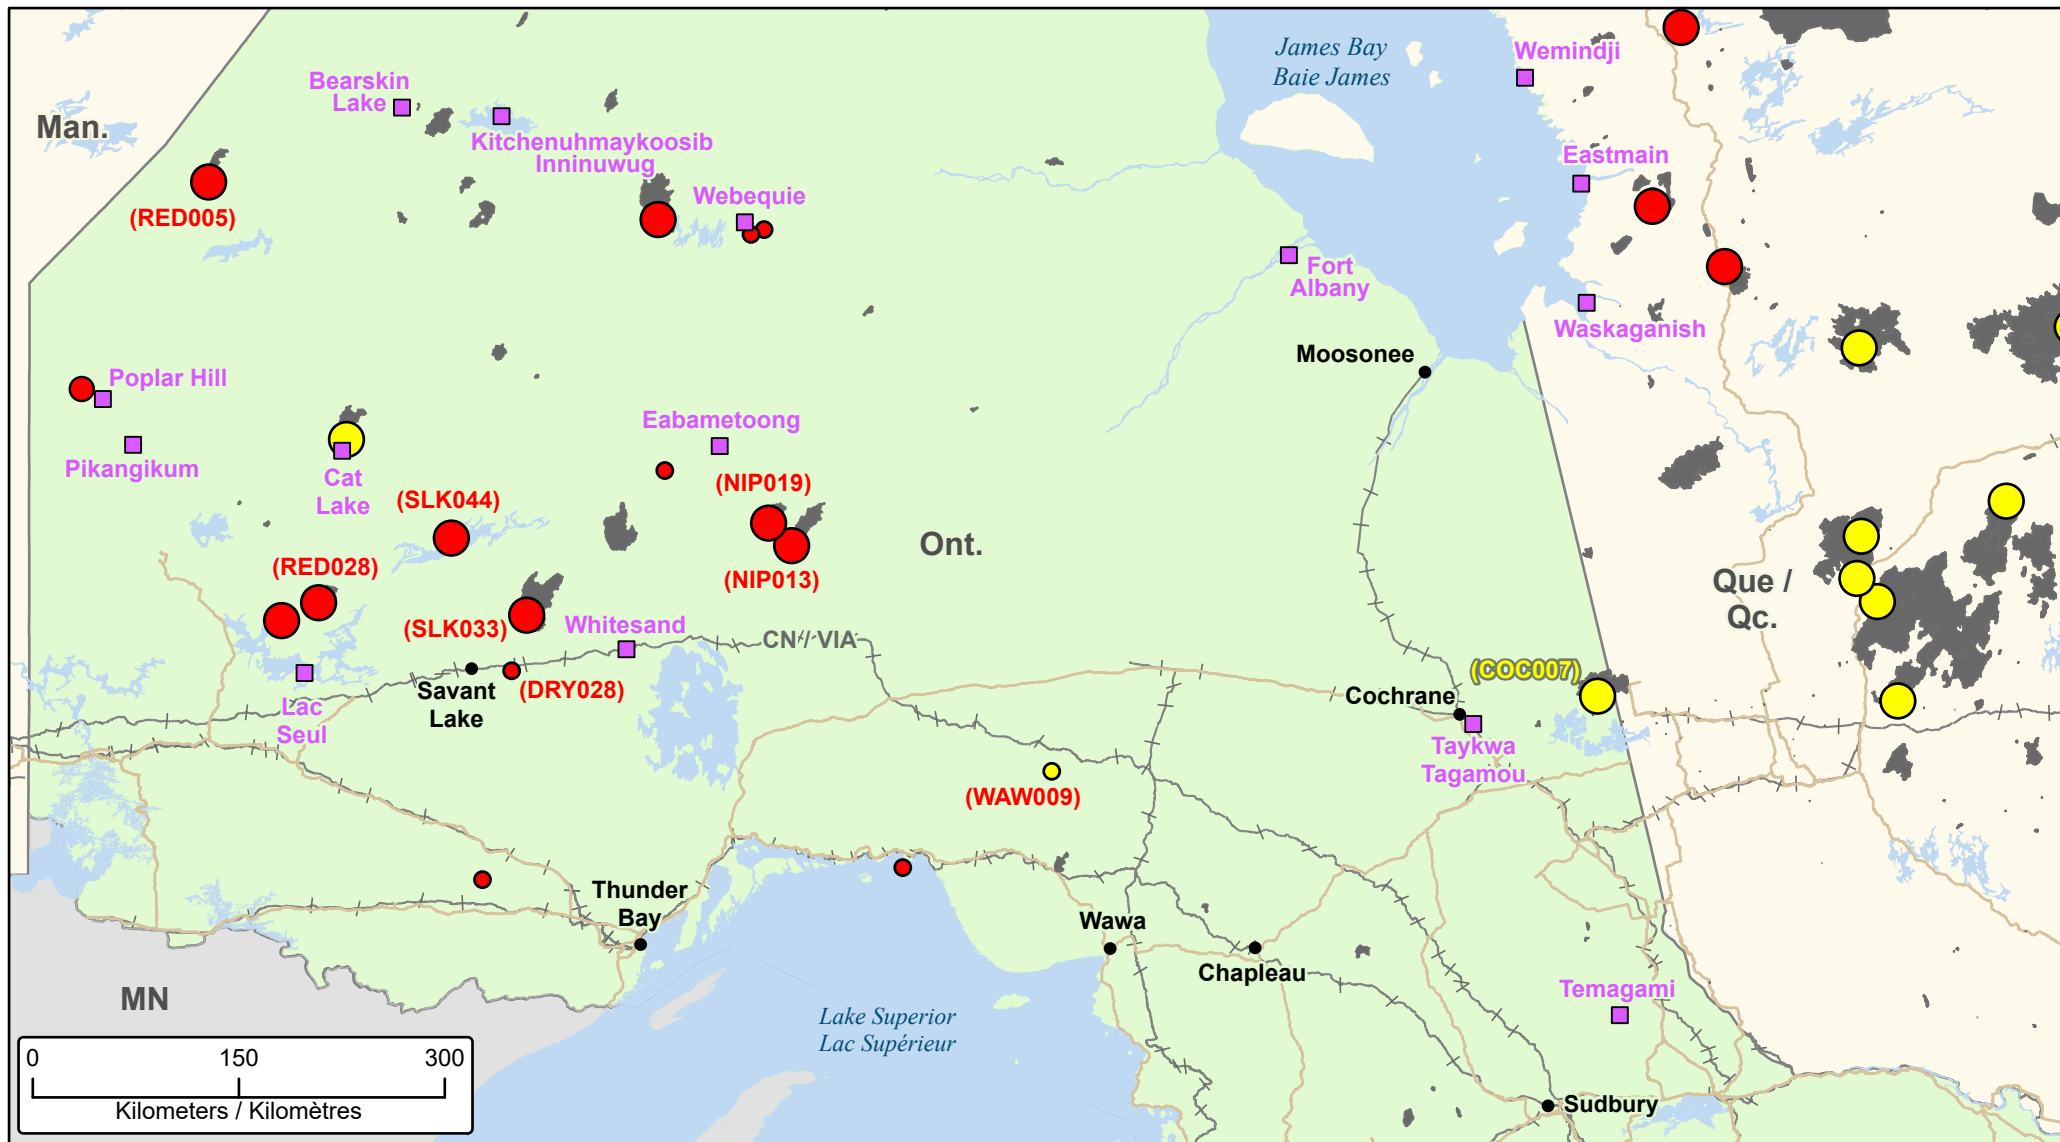 James Bay
Baie James
Wemindji
Bearskin
Lake
Man.
Kitchenuhmaykoosib
Inninuwug
Eastmain
Webequie
(RED005)
Fort
Albany
Waskaganish
Moosonee
Poplar Hill
Eabametoong
Pikangikum
Cat
Lake
(NIP019)
(SLK044)
Ont.
(RED028)
(NIP013)
Que /
Qc.
(SLK033)
Whitesand
CN / VIA
(COC007)
Savant
Lake
(DRY028)
Cochrane
Lac
Seul
Taykwa
Tagamou
(WAW009)
Thunder
Bay
Wawa
Chapleau
MN
Temagami
Lake Superior
Lac Supérieur
0 150 300
Kilometers / Kilomètres
Sudbury